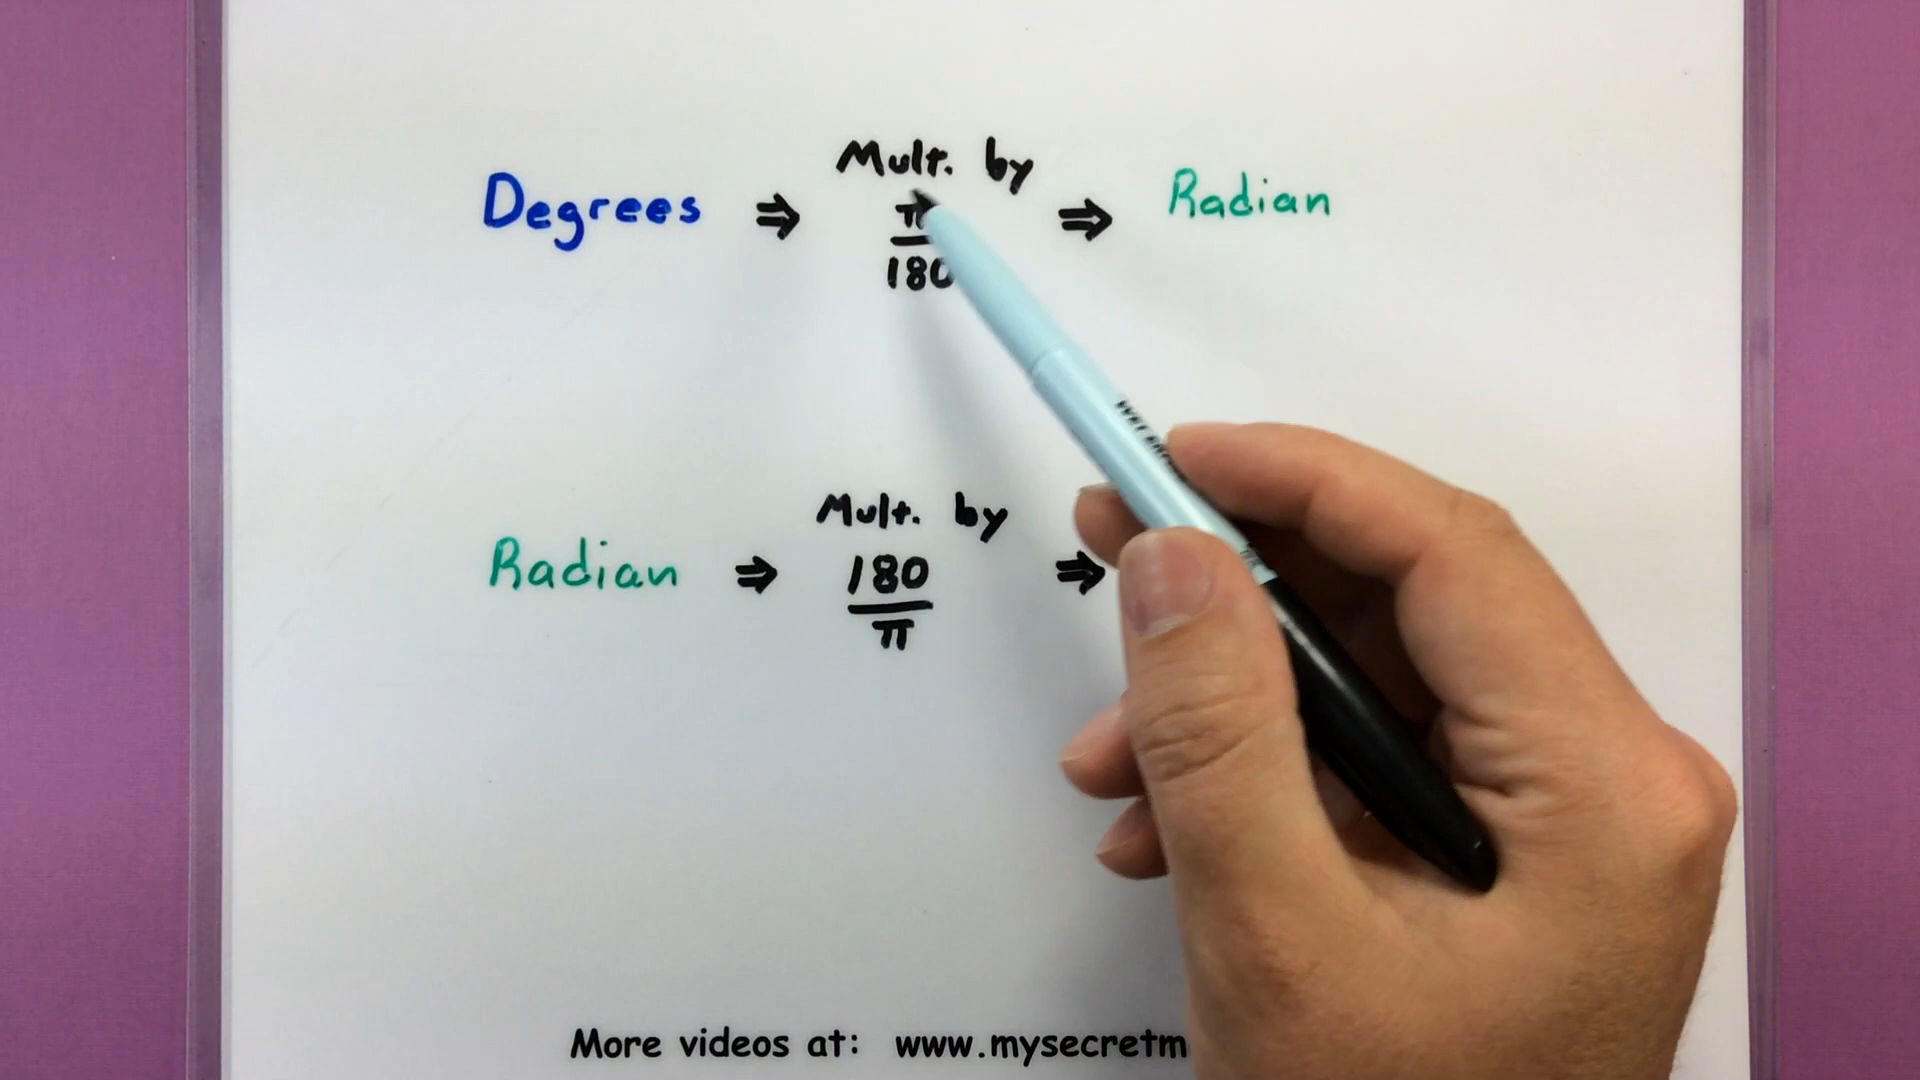 Degrees ⇒ Mult. by π/180 ⇒ Radian
Radian ⇒ Mult. by 180/π ⇒
More videos at: www.mysecretm